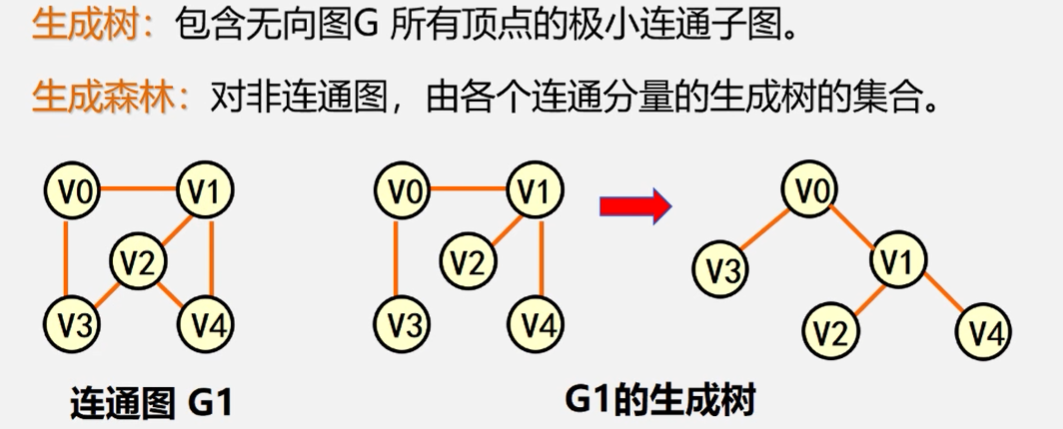 生成树：包含无向图G 所有顶点的极小连通子图。
生成森林：对非连通图，由各个连通分量的生成树的集合。
V0 V1
V2
V3 V4
连通图 G1
V0 V1
V2
V3 V4
V0
V3 V1
V2 V4
G1的生成树